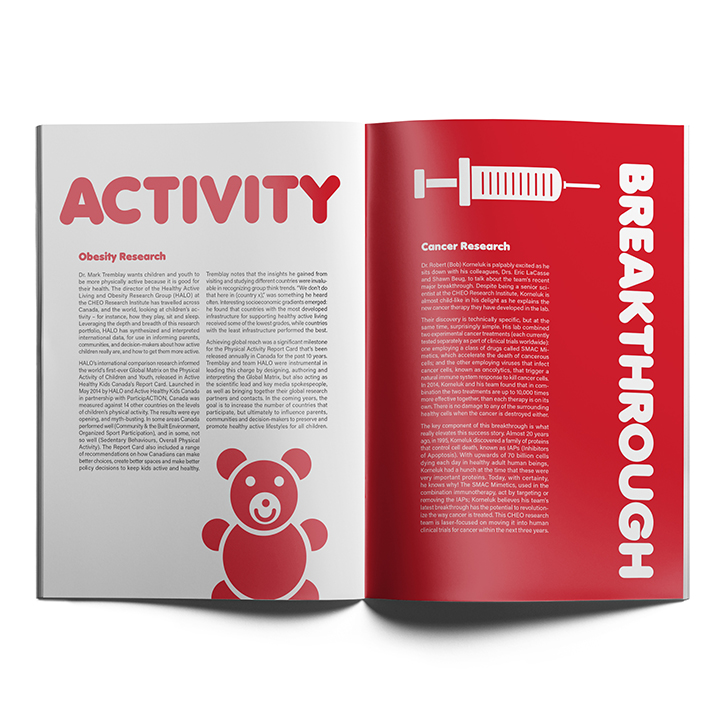 ACTIVITY
Obesity Research
Dr. Mark Tremblay wants children and youth to
be more physically active because it is good for
their health. The director of the Healthy Active
Living and Obesity Research Group (HALO) at
the CHEO Research Institute has travelled across
Canada, and the world, looking at children's ac-
tivity – for instance, how they play, sit and sleep.
Leveraging the depth and breadth of this research
portfolio, HALO has synthesized and interpreted
international data, for use in informing parents,
communities, and decision-makers about how active
children really are, and how to get them more active.
HALO's international comparison research informed
the world's first-ever Global Matrix on the Physical
Activity of Children and Youth, released in Active
Healthy Kids Canada's Report Card. Launched in
May 2014 by HALO and Active Healthy Kids Canada
in partnership with ParticipACTION, Canada was
measured against 14 other countries on the levels
of children's physical activity. The results were eye
opening, and myth-busting. In some areas Canada
performed well (Community & the Built Environment,
Organized Sport Participation), and in some, not
so well (Sedentary Behaviours, Overall Physical
Activity). The Report Card also included a range
of recommendations on how Canadians can make
better choices, create better spaces and make better
policy decisions to keep kids active and healthy.
Tremblay notes that the insights he gained from
visiting and studying different countries were invalu-
able in recognizing group think trends. "We don't do
that here in (country x)," was something he heard
often. Interesting socioeconomic gradients emerged:
he found that countries with the most developed
infrastructure for supporting healthy active living
received some of the lowest grades, while countries
with the least infrastructure performed the best.
Achieving global reach was a significant milestone
for the Physical Activity Report Card that's been
released annually in Canada for the past 10 years.
Tremblay and team HALO were instrumental in
leading this charge by designing, authoring and
interpreting the Global Matrix, but also acting as
the scientific lead and key media spokespeople,
as well as bringing together their global research
partners and contacts. In the coming years, the
goal is to increase the number of countries that
participate, but ultimately to influence parents,
communities and decision-makers to preserve and
promote healthy active lifestyles for all children.
BREAKTHROUGH
Cancer Research
Dr. Robert (Bob) Korneluk is palpably excited as he
sits down with his colleagues, Drs. Eric LaCasse
and Shawn Beug, to talk about the team's recent
major breakthrough. Despite being a senior sci-
entist at the CHEO Research Institute, Korneluk is
almost child-like in his delight as he explains the
new cancer therapy they have developed in the lab.
Their discovery is technically specific, but at the
same time, surprisingly simple. His lab combined
two experimental cancer treatments (each currently
tested separately as part of clinical trials worldwide):
one employing a class of drugs called SMAC Mi-
metics, which accelerate the death of cancerous
cells; and the other employing viruses that infect
cancer cells, known as oncolytics, that trigger a
natural immune system response to kill cancer cells.
In 2014, Korneluk and his team found that in com-
bination the two treatments are up to 10,000 times
more effective together, than each therapy is on its
own. There is no damage to any of the surrounding
healthy cells when the cancer is destroyed either.
The key component of this breakthrough is what
really elevates this success story. Almost 20 years
ago, in 1995, Korneluk discovered a family of proteins
that control cell death, known as IAPs (Inhibitors
of Apoptosis). With upwards of 70 billion cells
dying each day in healthy adult human beings,
Korneluk had a hunch at the time that these were
very important proteins. Today, with certainty,
he knows why! The SMAC Mimetics, used in the
combination immunotherapy, act by targeting or
removing the IAPs; Korneluk believes his team's
latest breakthrough has the potential to revolution-
ize the way cancer is treated. This CHEO research
team is laser-focused on moving it into human
clinical trials for cancer within the next three years.